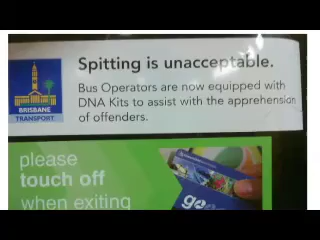 Spitting is unacceptable.
Bus Operators are now equipped with
DNA Kits to assist with the apprehension
of offenders.
BRISBANE
TRANSPORT
please
touch off
when exiting
go